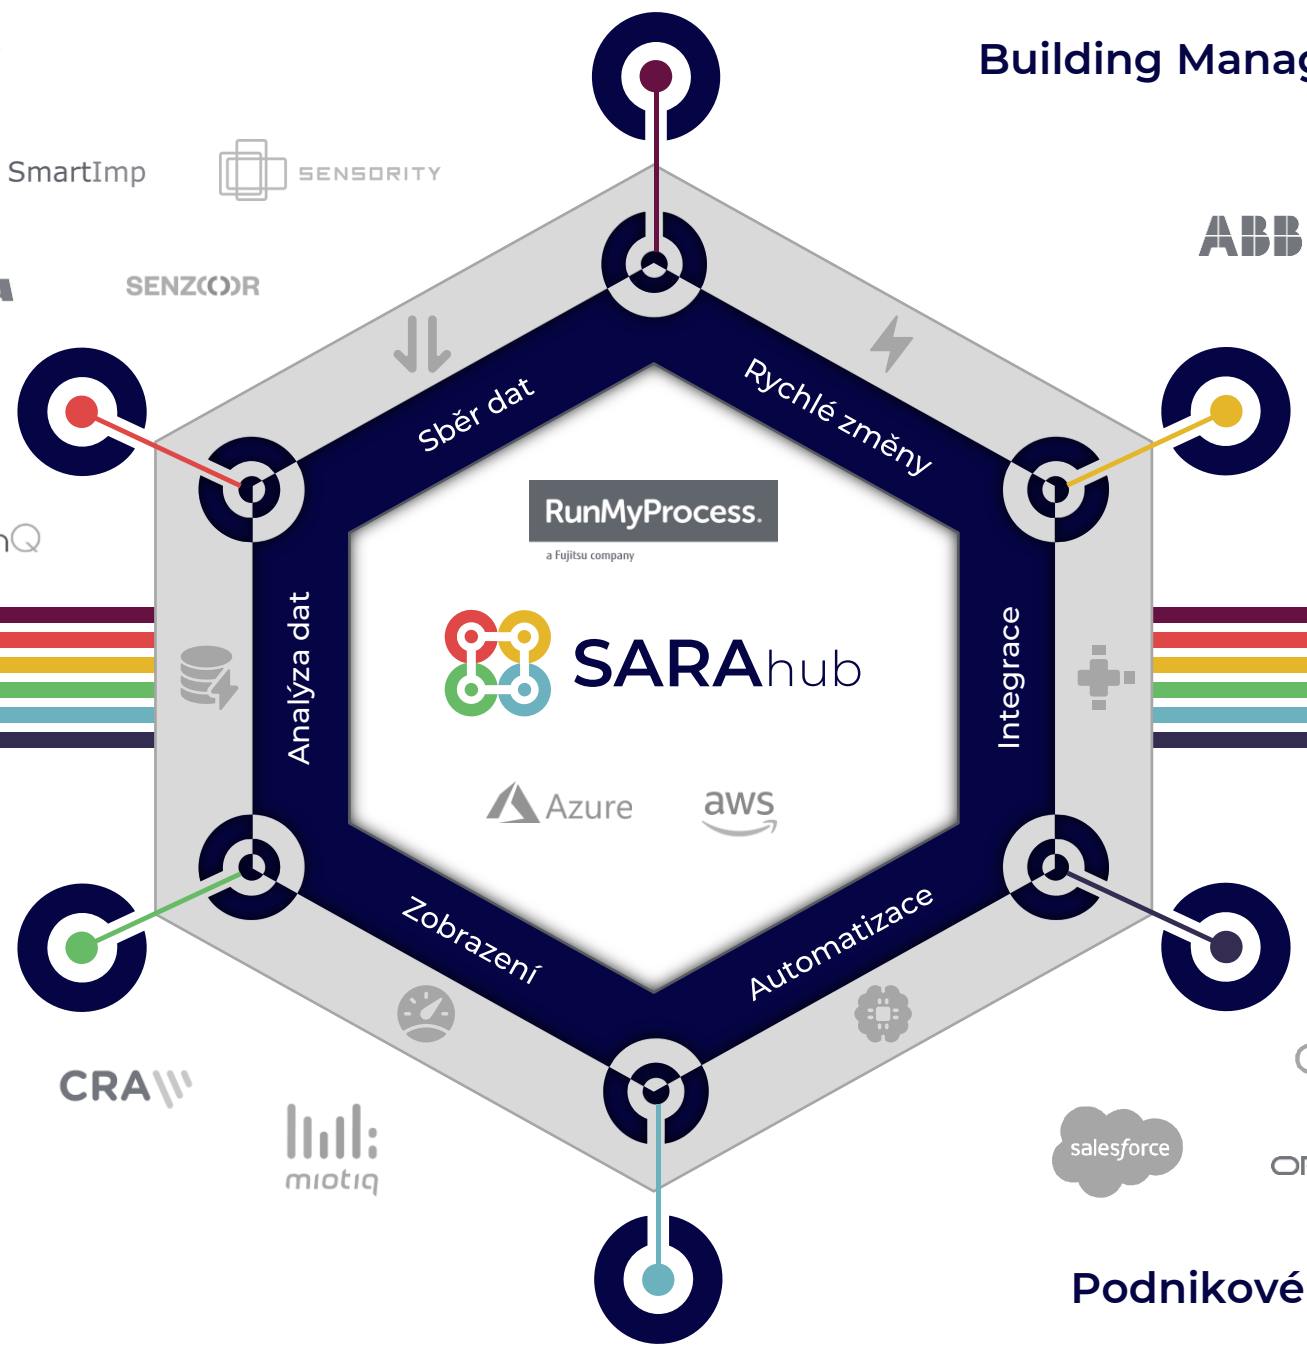 Building Manag
SmartImp
SENSORITY
ABB
SENZOOR
Sběr dat
Rychlé změny
RunMyProcess.
a Fujitsu company
Q
Analýza dat
SARAhub
Integrace
Azure
aws
Zobrazení
Automatizace
CRA
miotiq
salesforce
Podnikové